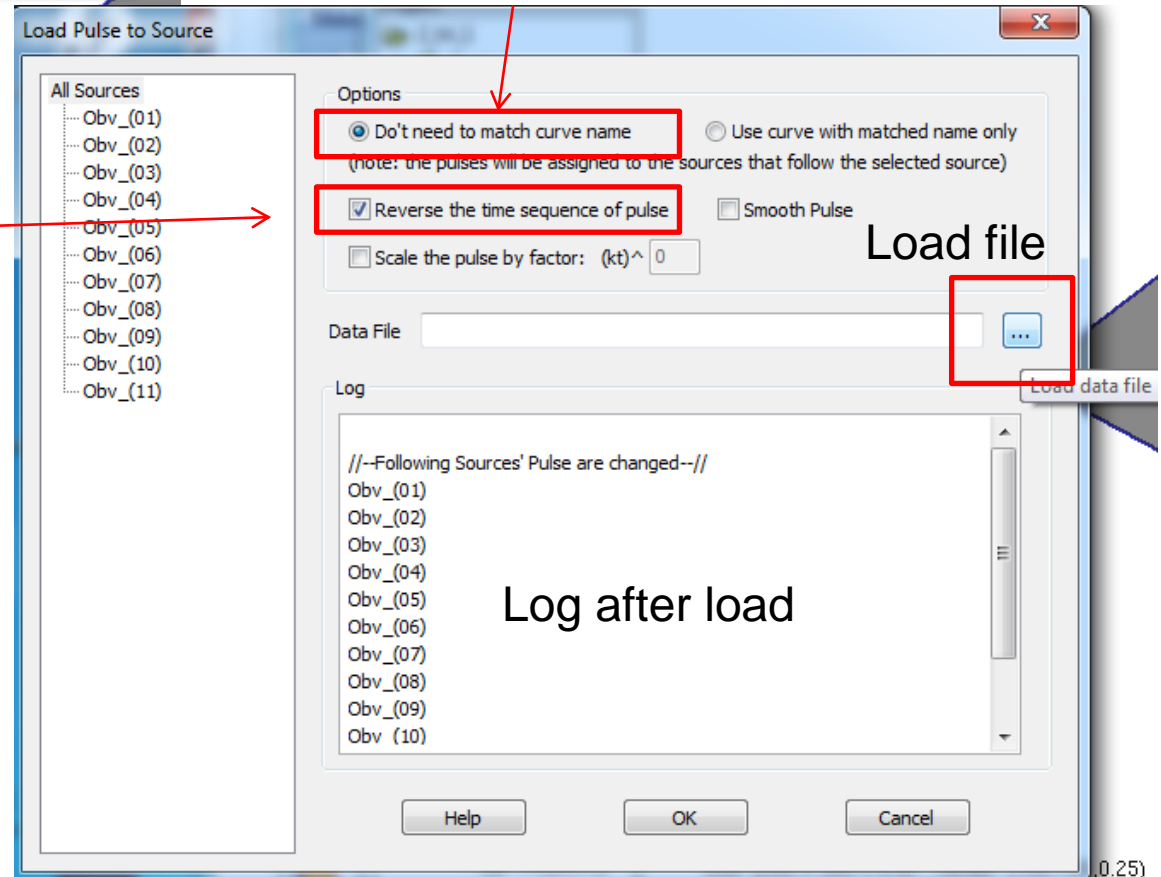 Load Pulse to Source
All Sources
Obv_(01)
Obv_(02)
Obv_(03)
Obv_(04)
Obv_(05)
Obv_(06)
Obv_(07)
Obv_(08)
Obv_(09)
Obv_(10)
Obv_(11)
Options
Do't need to match curve name
Use curve with matched name only
(note: the pulses will be assigned to the sources that follow the selected source)
Reverse the time sequence of pulse
Smooth Pulse
Load file
Scale the pulse by factor: (kt)^ 0
Data File
...
Load data file
Log
//--Following Sources' Pulse are changed--//
Obv_(01)
Obv_(02)
Obv_(03)
Obv_(04)
Obv_(05)
Obv_(06)
Obv_(07)
Obv_(08)
Obv_(09)
Obv_(10)
Log after load
Help
OK
Cancel
,0.25)